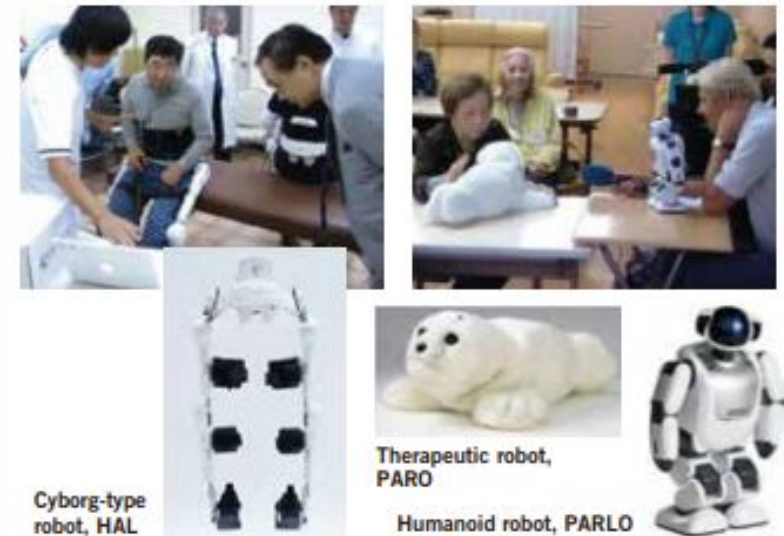 Therapeutic robot,
PARO
Cyborg-type
robot, HAL
Humanoid robot, PARLO